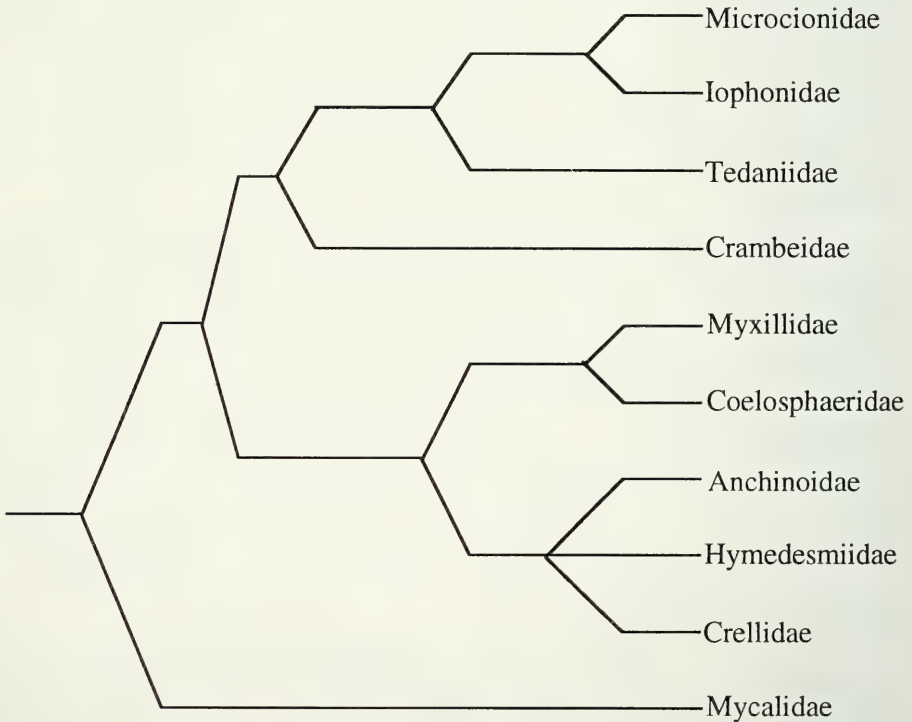 Microcionidae
Iophonidae
Tedaniidae
Crambeidae
Myxillidae
Coelosphaeridae
Anchinoidae
Hymedesmiidae
Crellidae
Mycalidae